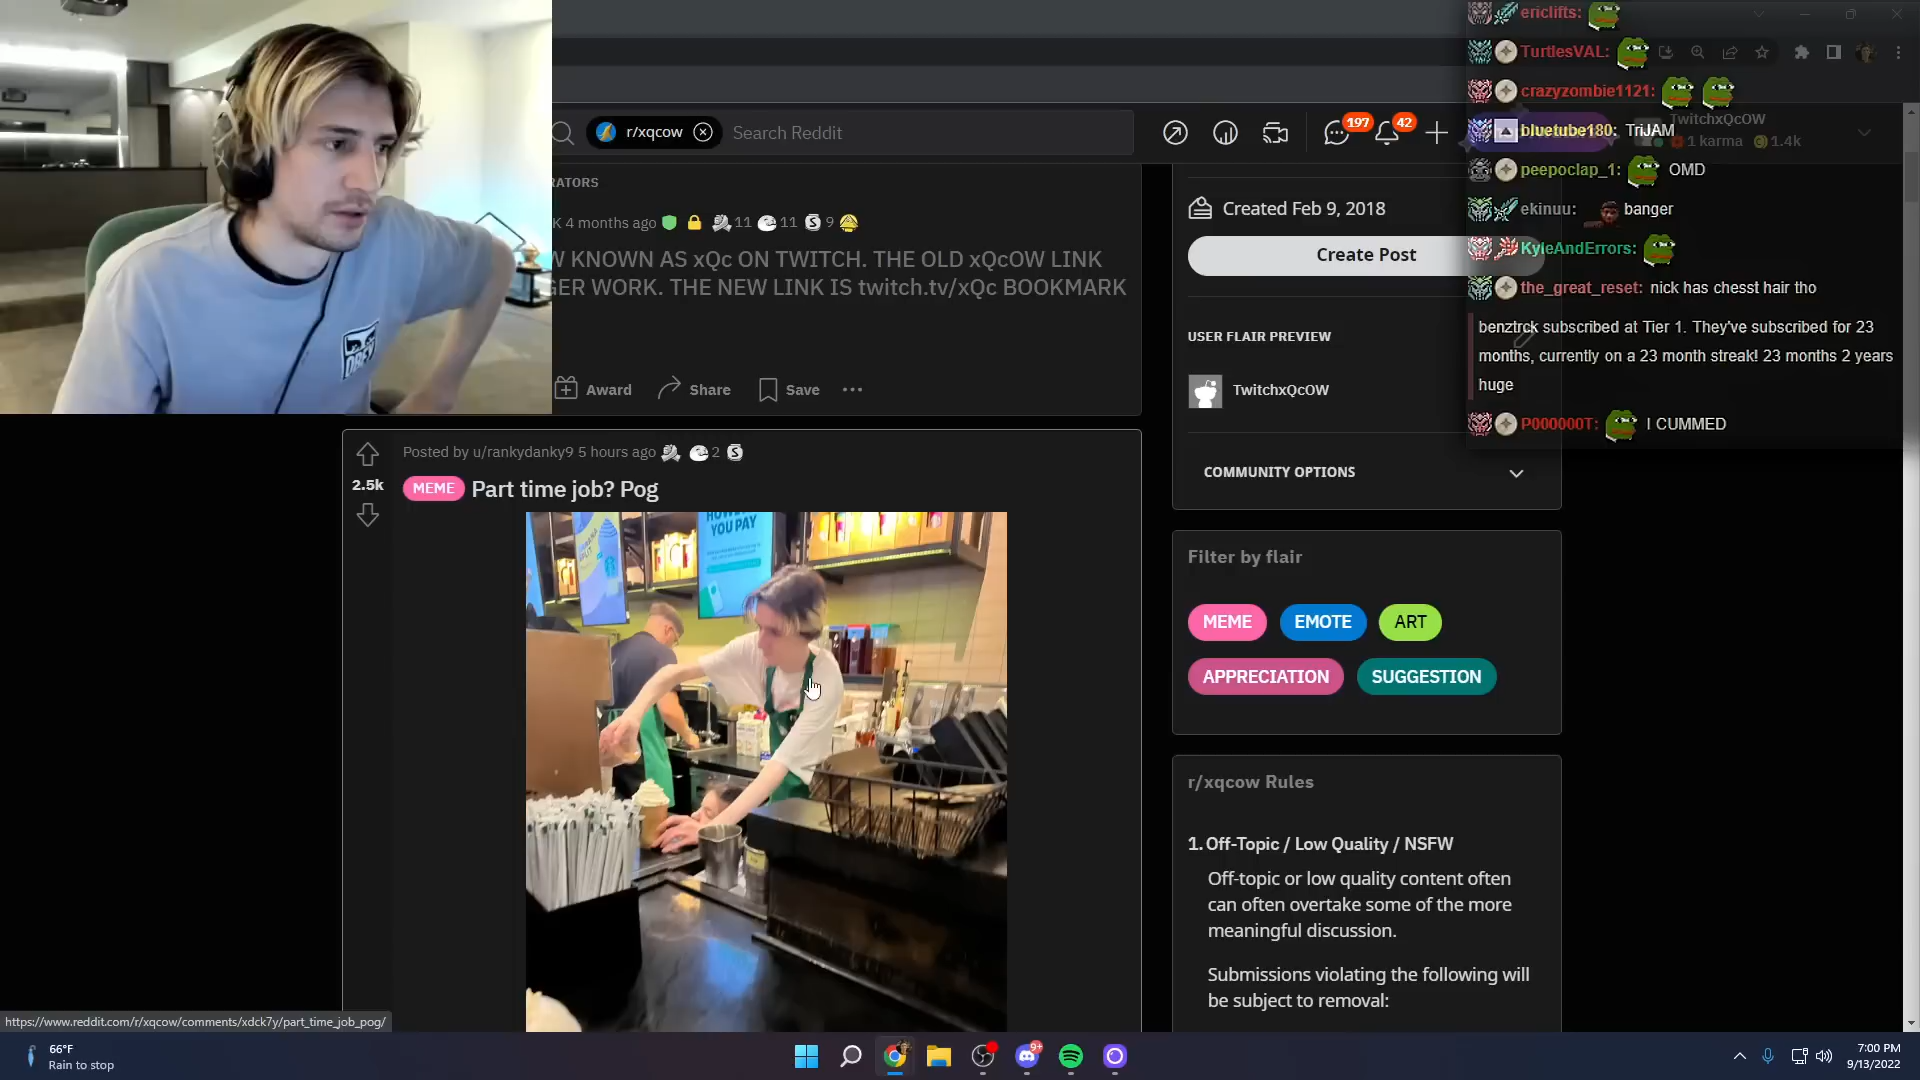 r/xqcow
Search Reddit
197
42
RATORS
K 4 months ago
11
11
9
W KNOWN AS xQc ON TWITCH. THE OLD xQcOW LINK
GER WORK. THE NEW LINK IS twitch.tv/xQc BOOKMARK
Award
Share
Save
Posted by u/rankydanky9 5 hours ago
2
2.5k
MEME
Part time job? Pog
YOU PAY
OBEY
Created Feb 9, 2018
Create Post
USER FLAIR PREVIEW
TwitchxQcOW
COMMUNITY OPTIONS
Filter by flair
MEME
EMOTE
ART
APPRECIATION
SUGGESTION
r/xqcow Rules
1. Off-Topic / Low Quality / NSFW
Off-topic or low quality content often
can often overtake some of the more
meaningful discussion.
Submissions violating the following will
be subject to removal:
ericlifts:
TurtlesVAL:
crazyzombie1121:
TwitchxQcOW
1 karma
1.4k
bluetube180: TriJAM
peepoclap_1: OMD
ekinuu: banger
KyleAndErrors:
the_great_reset: nick has chesst hair tho
benztrck subscribed at Tier 1. They've subscribed for 23
months, currently on a 23 month streak! 23 months 2 years
huge
P000000T: I CUMMED
https://www.reddit.com/r/xqcow/comments/xdck7y/part_time_job_pog/
66°F
Rain to stop
9+
7:00 PM
9/13/2022